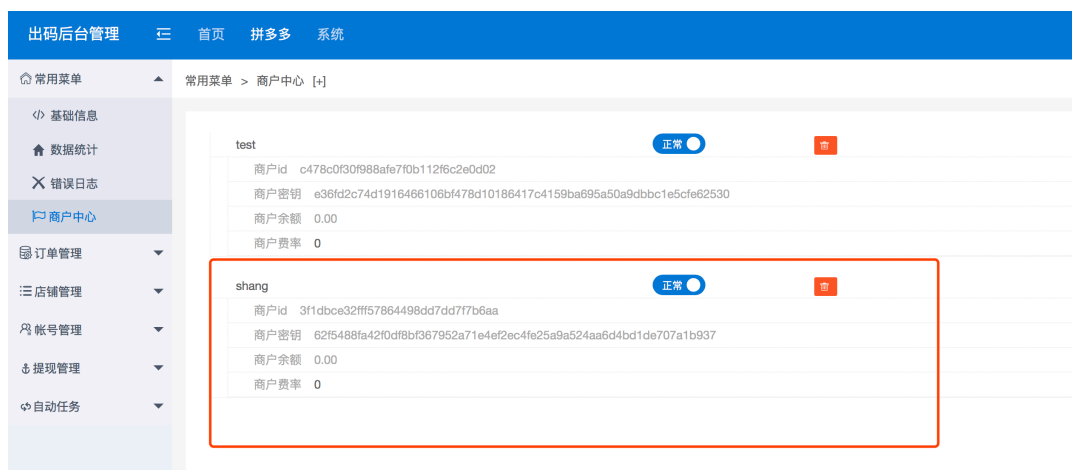 出码后台管理 首页 拼多多 系统
常用菜单
常用菜单 > 商户中心 [+]
</> 基础信息
数据统计
错误日志
商户中心
订单管理
店铺管理
帐号管理
提现管理
自动任务
test 正常
商户id c478c0f30f988afe7f0b112f6c2e0d02
商户密钥 e36fd2c74d1916466106bf478d10186417c4159ba695a50a9dbbc1e5cfe62530
商户余额 0.00
商户费率 0
shang 正常
商户id 3f1dbce32fff57864498dd7dd7f7b6aa
商户密钥 62f5488fa42f0df8bf367952a71e4ef2ec4fe25a9a524aa6d4bd1de707a1b937
商户余额 0.00
商户费率 0